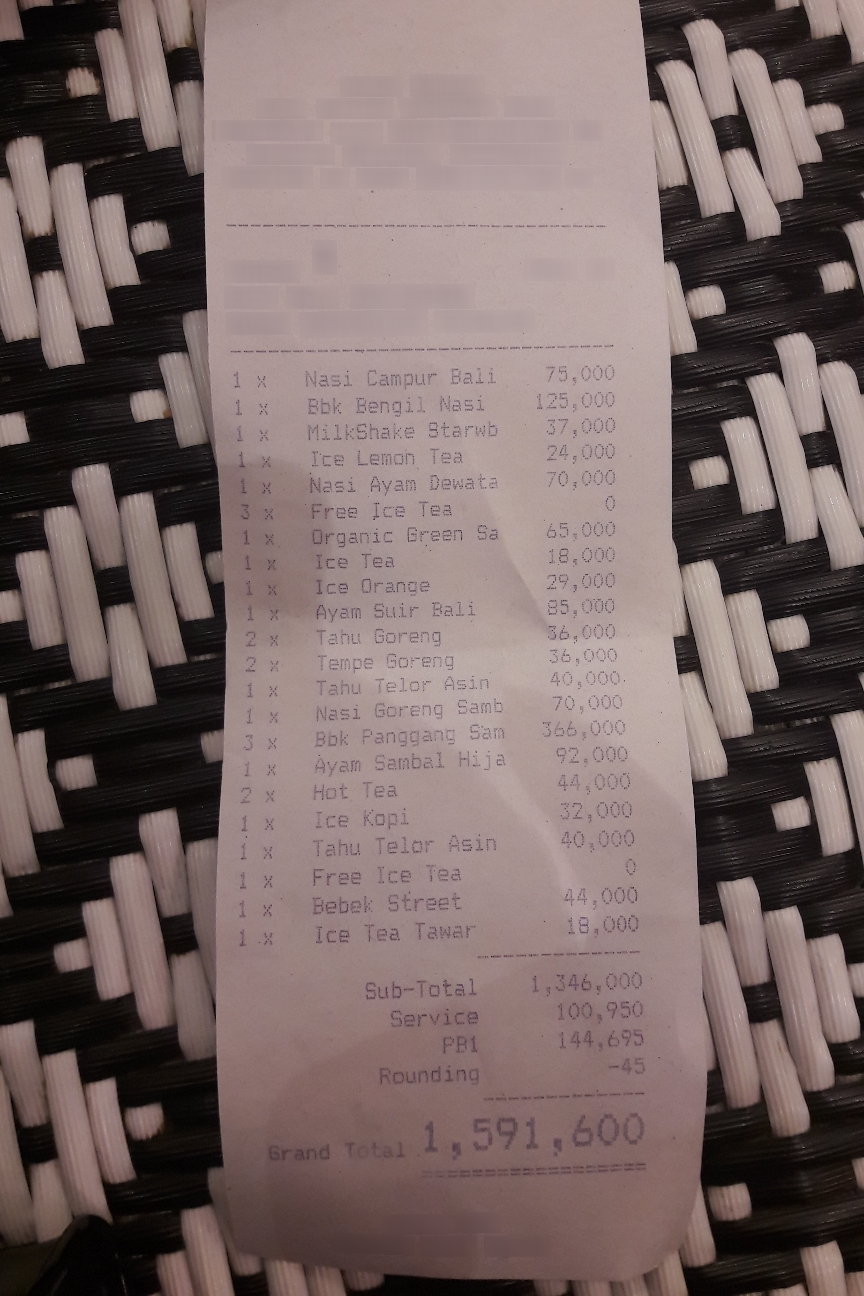 1 x Nasi Campur Bali 75,000
1 x Bbk Bengil Nasi 125,000
1 x MilkShake Starwb 37,000
1 x Ice Lemon Tea 24,000
1 x Nasi Ayam Dewata 70,000
3 x Free Ice Tea 0
1 x Organic Green Sa 65,000
1 x Ice Tea 18,000
1 x Ice Orange 29,000
1 x Ayam Suir Bali 85,000
2 x Tahu Goreng 36,000
2 x Tempe Goreng 36,000
1 x Tahu Telor Asin 40,000
1 x Nasi Goreng Samb 70,000
3 x Bbk Panggang Sam 366,000
1 x Ayam Sambal Hija 92,000
2 x Hot Tea 44,000
1 x Ice Kopi 32,000
1 x Tahu Telor Asin 40,000
1 x Free Ice Tea 0
1 x Bebek Street 44,000
1 x Ice Tea Tawar 18,000
Sub-Total 1,346,000
Service 100,950
PB1 144,695
Rounding -45
Grand Total 1,591,600